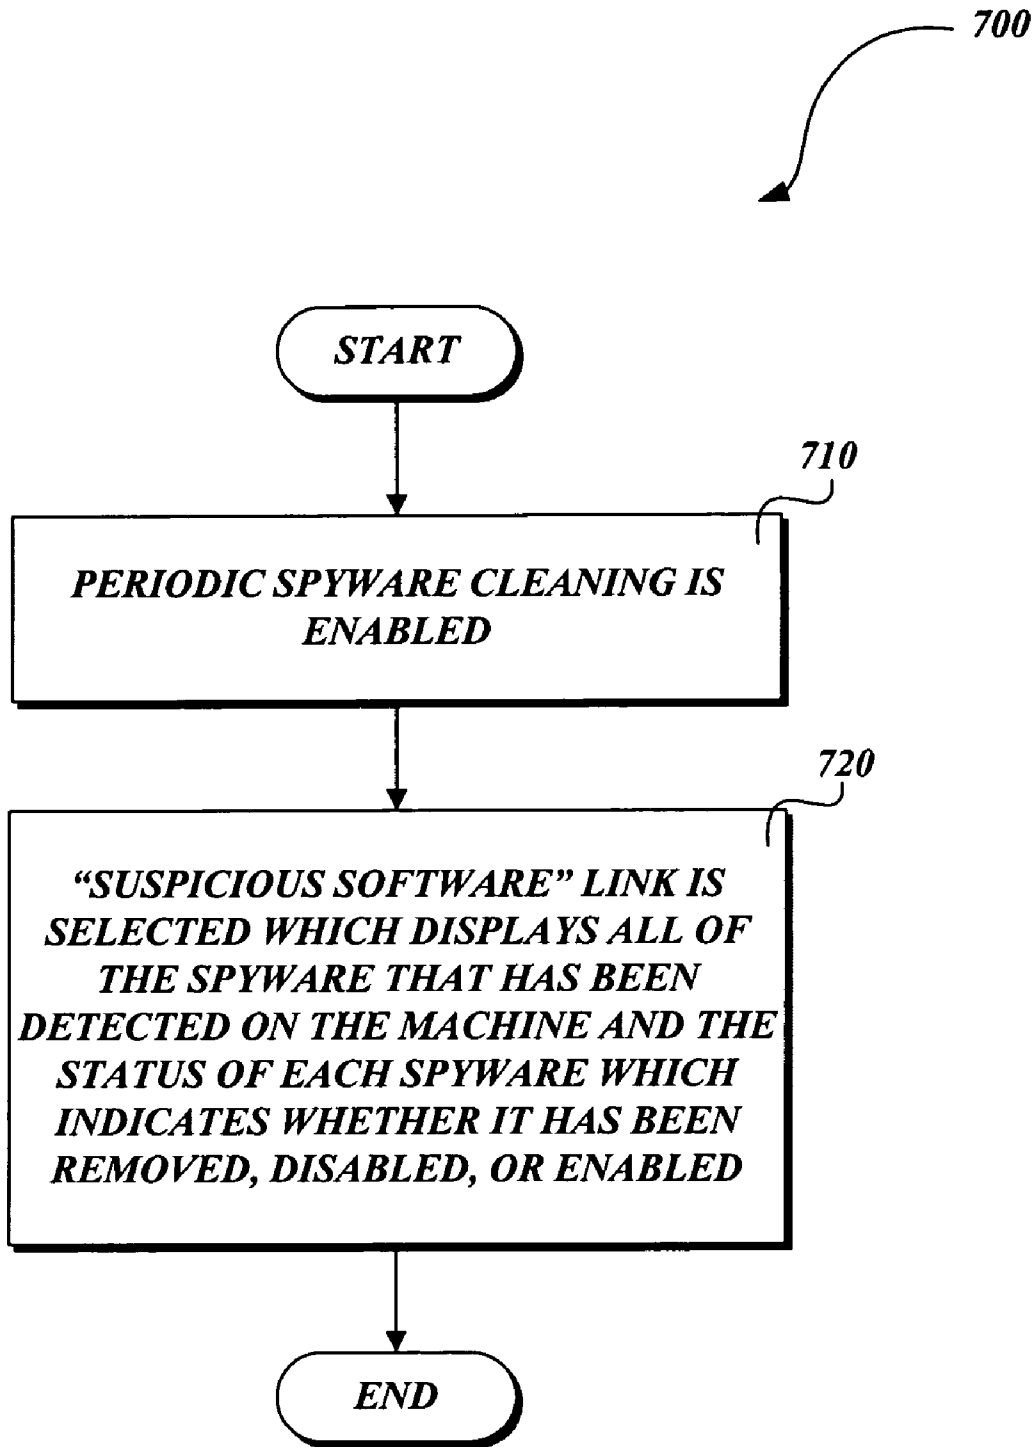 700
START
710
PERIODIC SPYWARE CLEANING IS
ENABLED
720
“SUSPICIOUS SOFTWARE” LINK IS
SELECTED WHICH DISPLAYS ALL OF
THE SPYWARE THAT HAS BEEN
DETECTED ON THE MACHINE AND THE
STATUS OF EACH SPYWARE WHICH
INDICATES WHETHER IT HAS BEEN
REMOVED, DISABLED, OR ENABLED
END